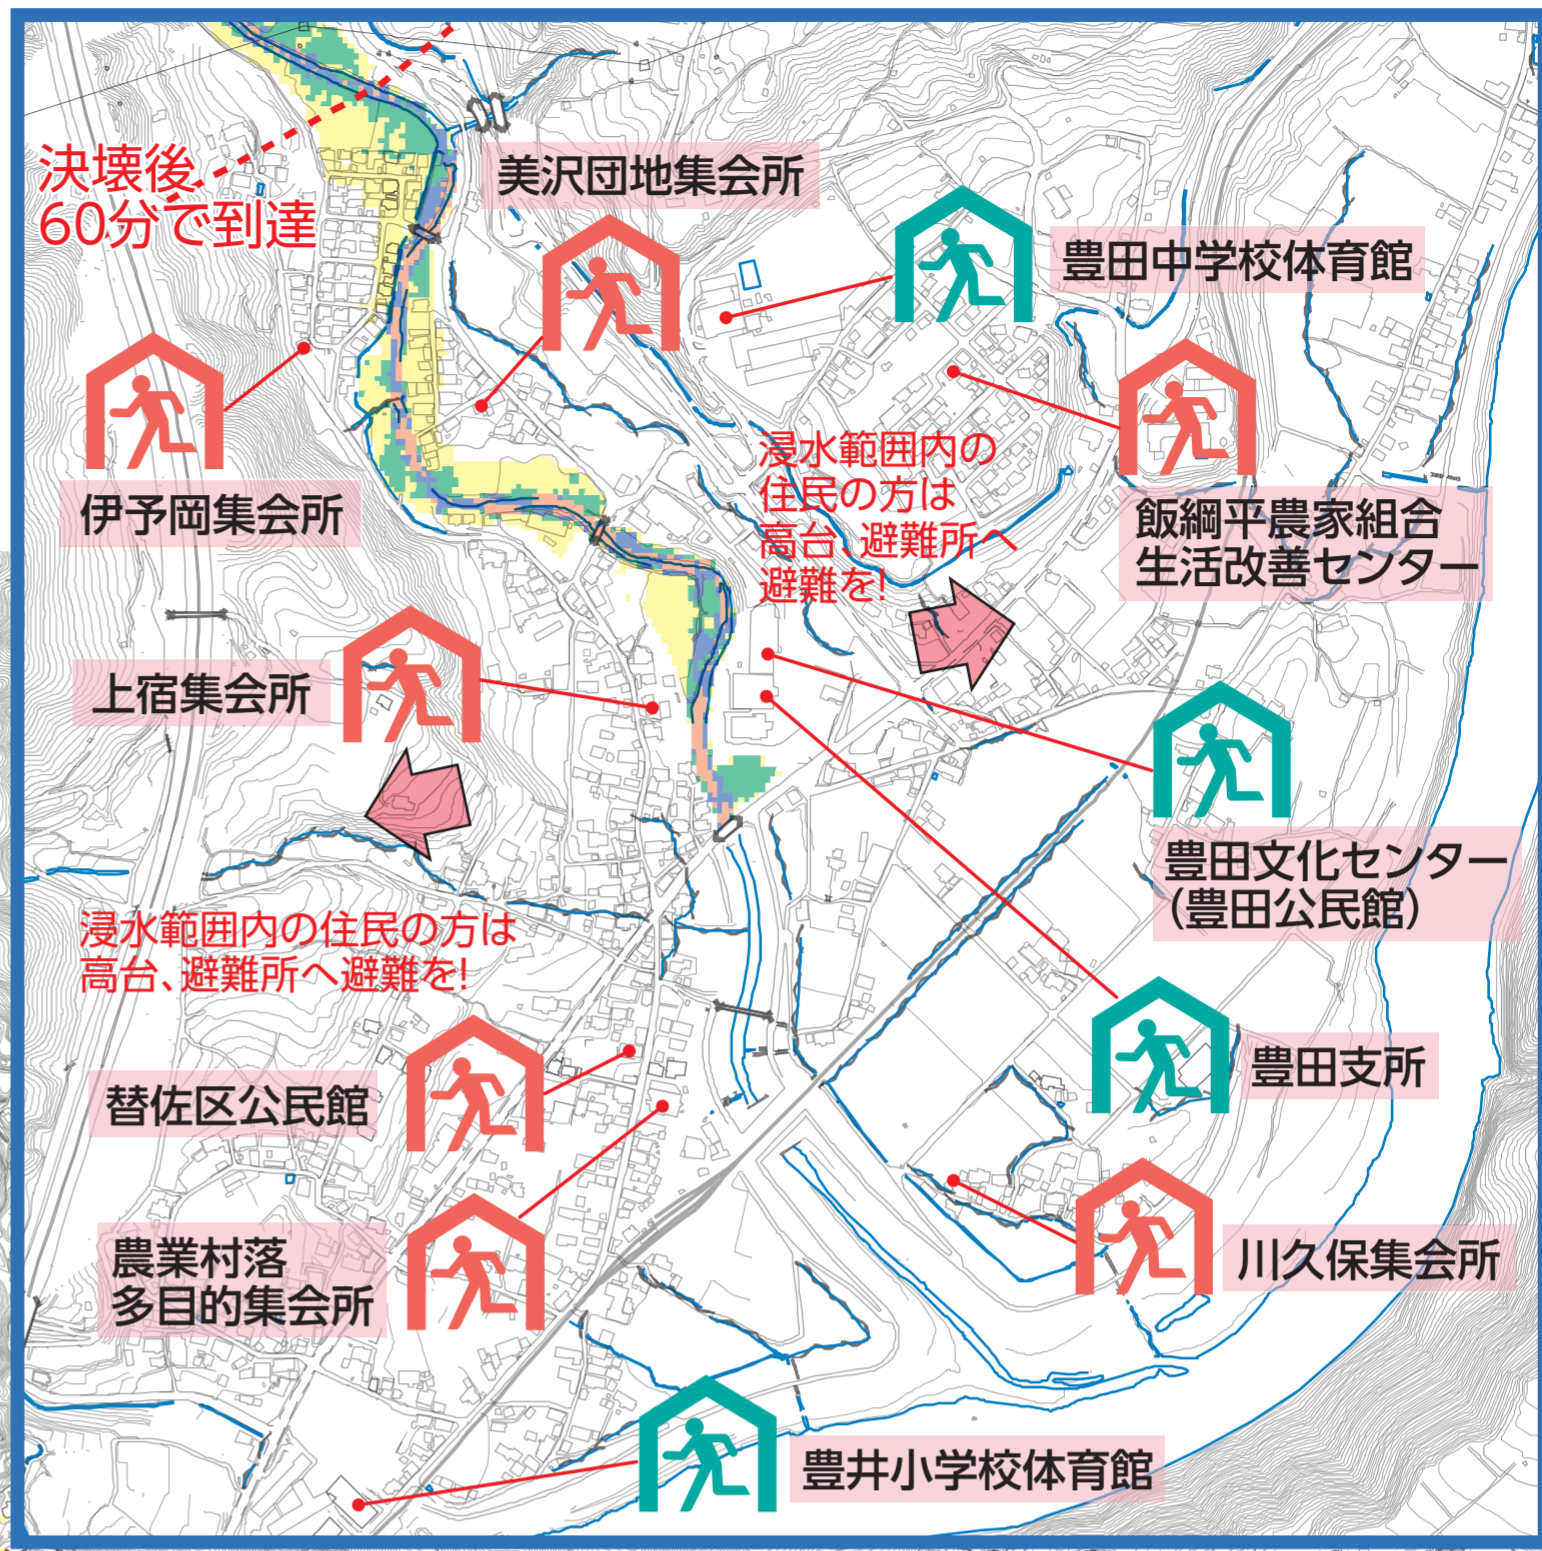 決壊後
60分で到達
美沢団地集会所
豊田中学校体育館
伊予岡集会所
浸水範囲内の
住民の方は
高台、避難所へ
避難を!
飯綱平農家組合
生活改善センター
上宿集会所
豊田文化センター
(豊田公民館)
浸水範囲内の住民の方は
高台、避難所へ避難を!
替佐区公民館
豊田支所
農業村落
多目的集会所
川久保集会所
豊井小学校体育館